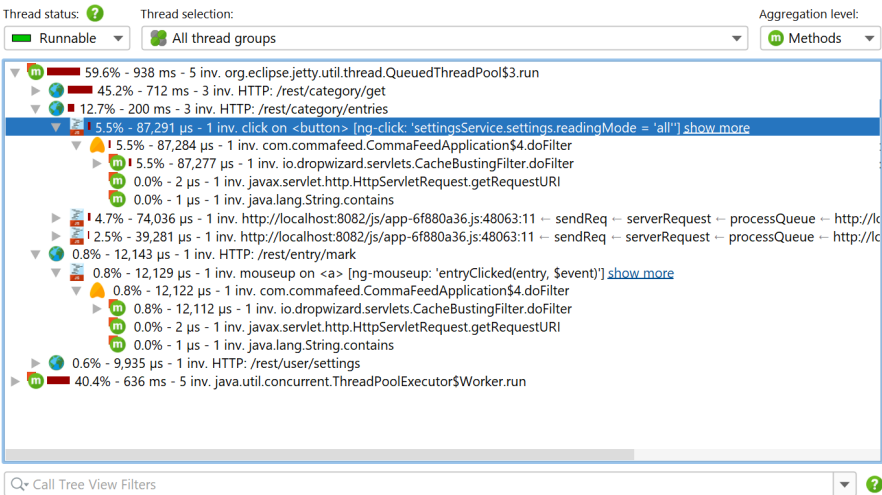 Thread status: ? Thread selection: Aggregation level:
Runnable All thread groups m Methods
m 59.6% - 938 ms - 5 inv. org.eclipse.jetty.util.thread.QueuedThreadPool$3.run
45.2% - 712 ms - 3 inv. HTTP: /rest/category/get
12.7% - 200 ms - 3 inv. HTTP: /rest/category/entries
5.5% - 87,291 µs - 1 inv. click on <button> [ng-click: 'settingsService.settings.readingMode = 'all''] show more
5.5% - 87,284 µs - 1 inv. com.commafeed.CommaFeedApplication$4.doFilter
m 5.5% - 87,277 µs - 1 inv. io.dropwizard.servlets.CacheBustingFilter.doFilter
m 0.0% - 2 µs - 1 inv. javax.servlet.http.HttpServletRequest.getRequestURI
m 0.0% - 1 µs - 1 inv. java.lang.String.contains
4.7% - 74,036 µs - 1 inv. http://localhost:8082/js/app-6f880a36.js:48063:11 ← sendReq ← serverRequest ← processQueue ← http://lo
2.5% - 39,281 µs - 1 inv. http://localhost:8082/js/app-6f880a36.js:48063:11 ← sendReq ← serverRequest ← processQueue ← http://lo
0.8% - 12,143 µs - 1 inv. HTTP: /rest/entry/mark
0.8% - 12,129 µs - 1 inv. mouseup on <a> [ng-mouseup: 'entryClicked(entry, $event)'] show more
0.8% - 12,122 µs - 1 inv. com.commafeed.CommaFeedApplication$4.doFilter
m 0.8% - 12,112 µs - 1 inv. io.dropwizard.servlets.CacheBustingFilter.doFilter
m 0.0% - 2 µs - 1 inv. javax.servlet.http.HttpServletRequest.getRequestURI
m 0.0% - 1 µs - 1 inv. java.lang.String.contains
0.6% - 9,935 µs - 1 inv. HTTP: /rest/user/settings
m 40.4% - 636 ms - 5 inv. java.util.concurrent.ThreadPoolExecutor$Worker.run
Call Tree View Filters ?